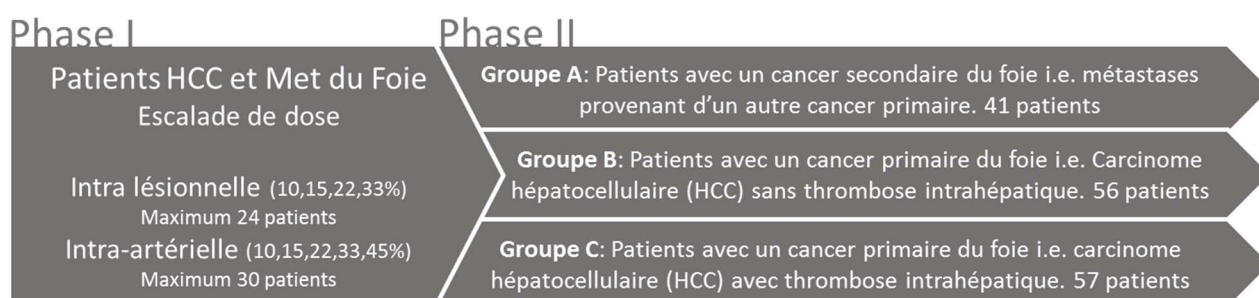 Phase I
Patients HCC et Met du Foie
Escalade de dose
Intra lésionnelle (10,15,22,33%)
Maximum 24 patients
Intra-artérielle (10,15,22,33,45%)
Maximum 30 patients
Phase II
Groupe A: Patients avec un cancer secondaire du foie i.e. métastases
provenant d’un autre cancer primaire. 41 patients
Groupe B: Patients avec un cancer primaire du foie i.e. Carcinome
hépatocellulaire (HCC) sans thrombose intrahépatique. 56 patients
Groupe C: Patients avec un cancer primaire du foie i.e. carcinome
hépatocellulaire (HCC) avec thrombose intrahépatique. 57 patients